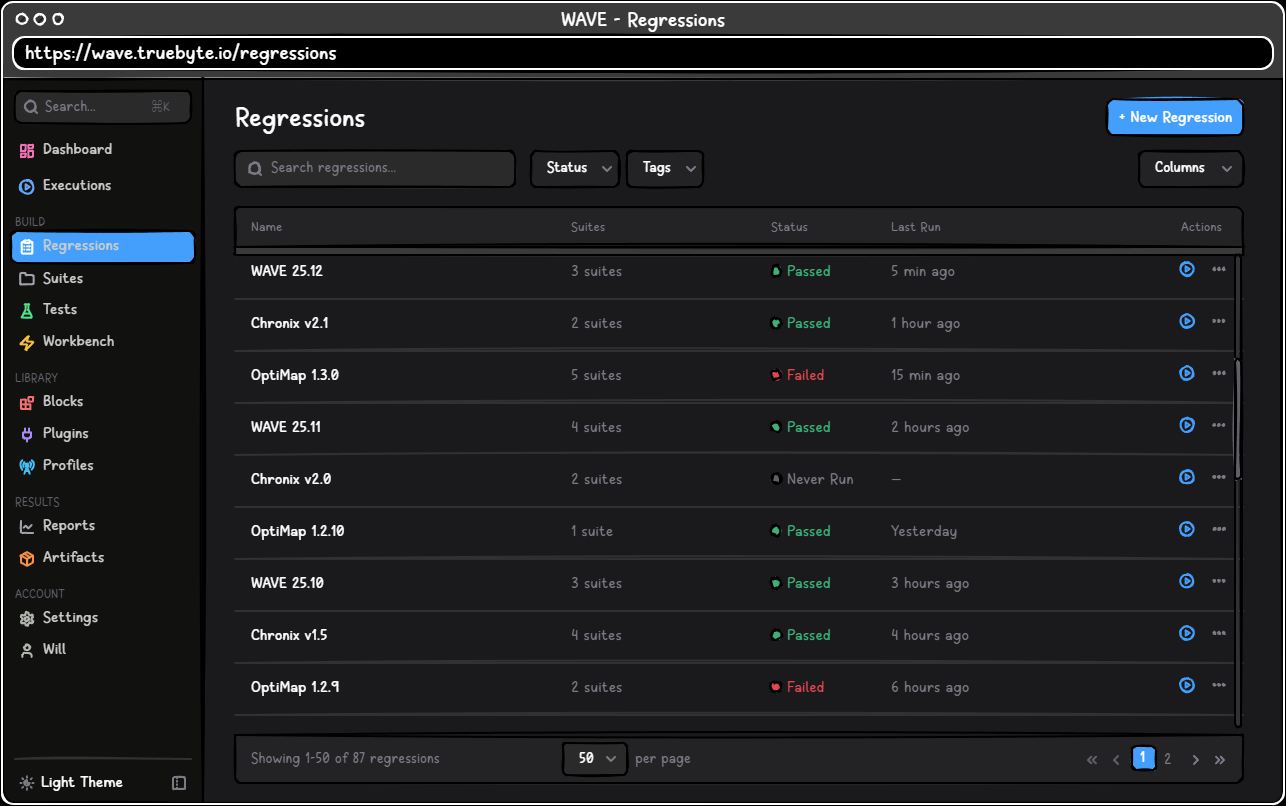 WAVE - Regressions
https://wave.truebyte.io/regressions
Search... ⌘K
Dashboard
Executions
BUILD
Regressions
Suites
Tests
Workbench
LIBRARY
Blocks
Plugins
Profiles
RESULTS
Reports
Artifacts
ACCOUNT
Settings
Will
Light Theme
Regressions
+ New Regression
Search regressions...
Status
Tags
Columns
Name Suites Status Last Run Actions
WAVE 25.12 3 suites Passed 5 min ago
Chronix v2.1 2 suites Passed 1 hour ago
OptiMap 1.3.0 5 suites Failed 15 min ago
WAVE 25.11 4 suites Passed 2 hours ago
Chronix v2.0 2 suites Never Run —
OptiMap 1.2.10 1 suite Passed Yesterday
WAVE 25.10 3 suites Passed 3 hours ago
Chronix v1.5 4 suites Passed 4 hours ago
OptiMap 1.2.9 2 suites Failed 6 hours ago
Showing 1-50 of 87 regressions 50 per page « ‹ 1 2 › »